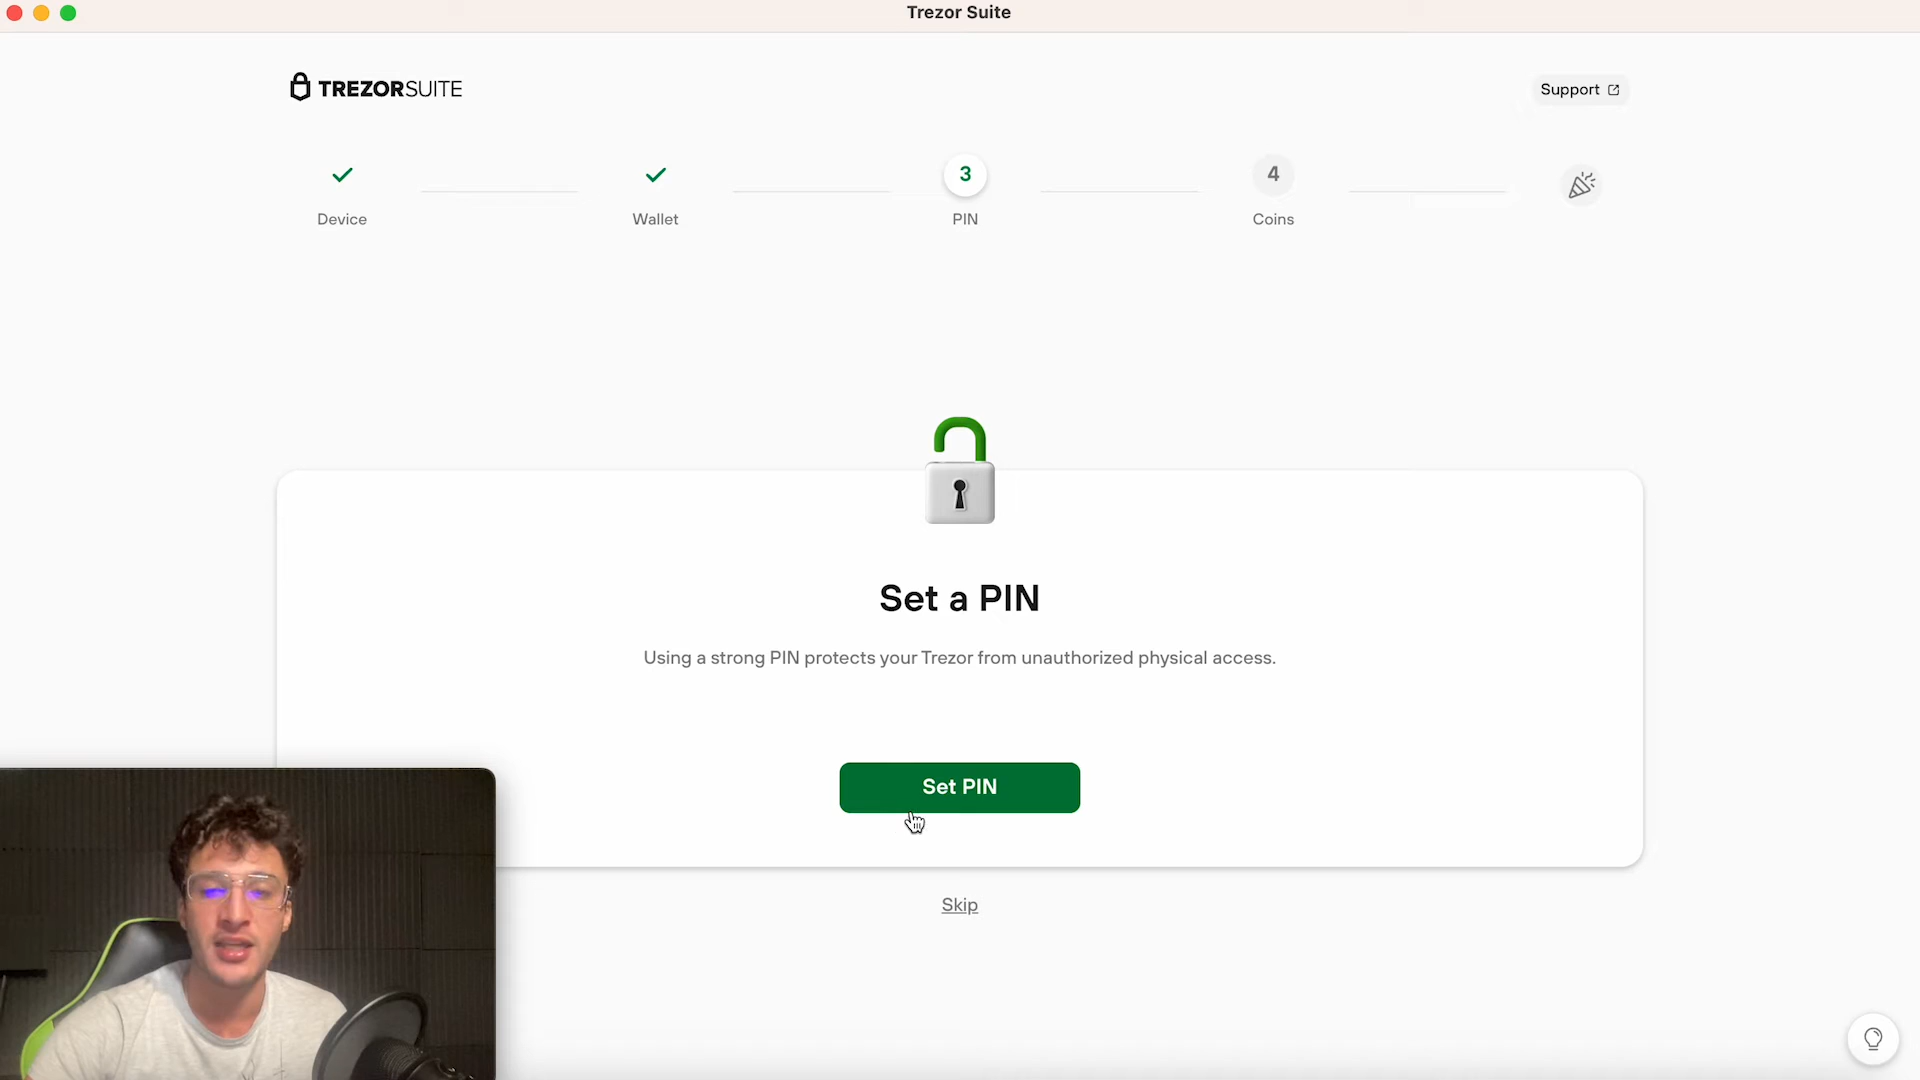 Trezor Suite
TREZORSUITE
Support
3
4
Device
Wallet
PIN
Coins
Set a PIN
Using a strong PIN protects your Trezor from unauthorized physical access.
Set PIN
Skip